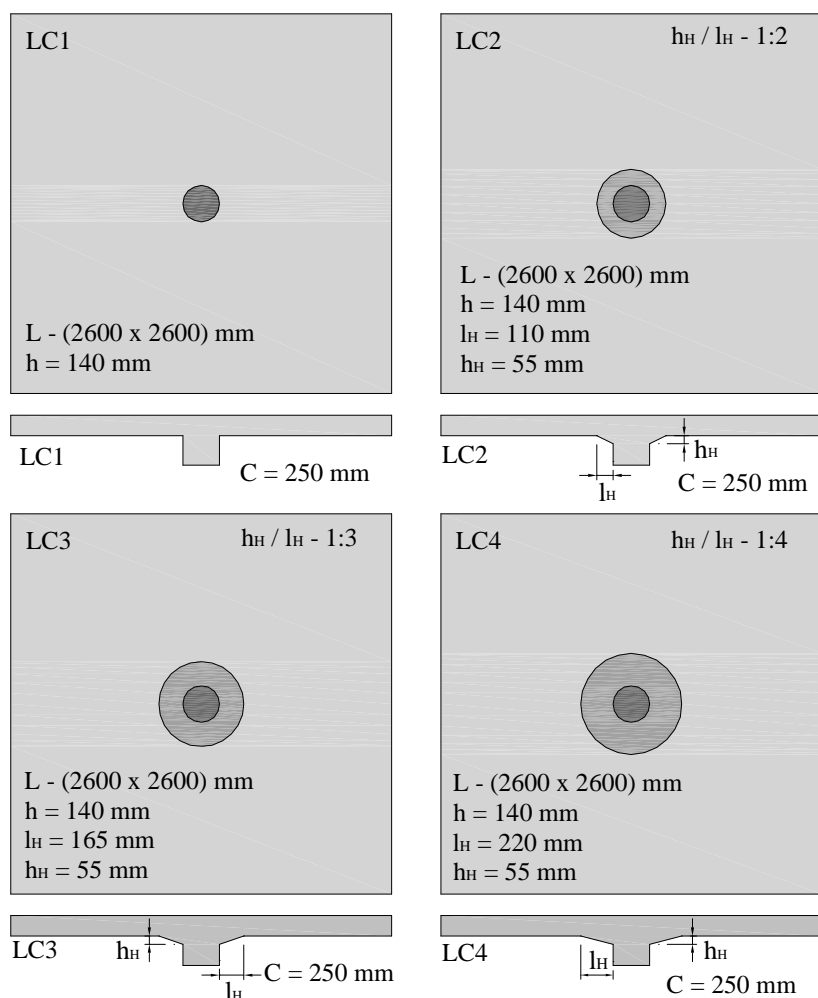 LC1
L - (2600 x 2600) mm
h = 140 mm
LC1
C = 250 mm
LC2
hH / lH - 1:2
L - (2600 x 2600) mm
h = 140 mm
lH = 110 mm
hH = 55 mm
LC2
hH
lH
C = 250 mm
LC3
hH / lH - 1:3
L - (2600 x 2600) mm
h = 140 mm
lH = 165 mm
hH = 55 mm
LC3
hH
lH
C = 250 mm
LC4
hH / lH - 1:4
L - (2600 x 2600) mm
h = 140 mm
lH = 220 mm
hH = 55 mm
LC4
lH
hH
C = 250 mm